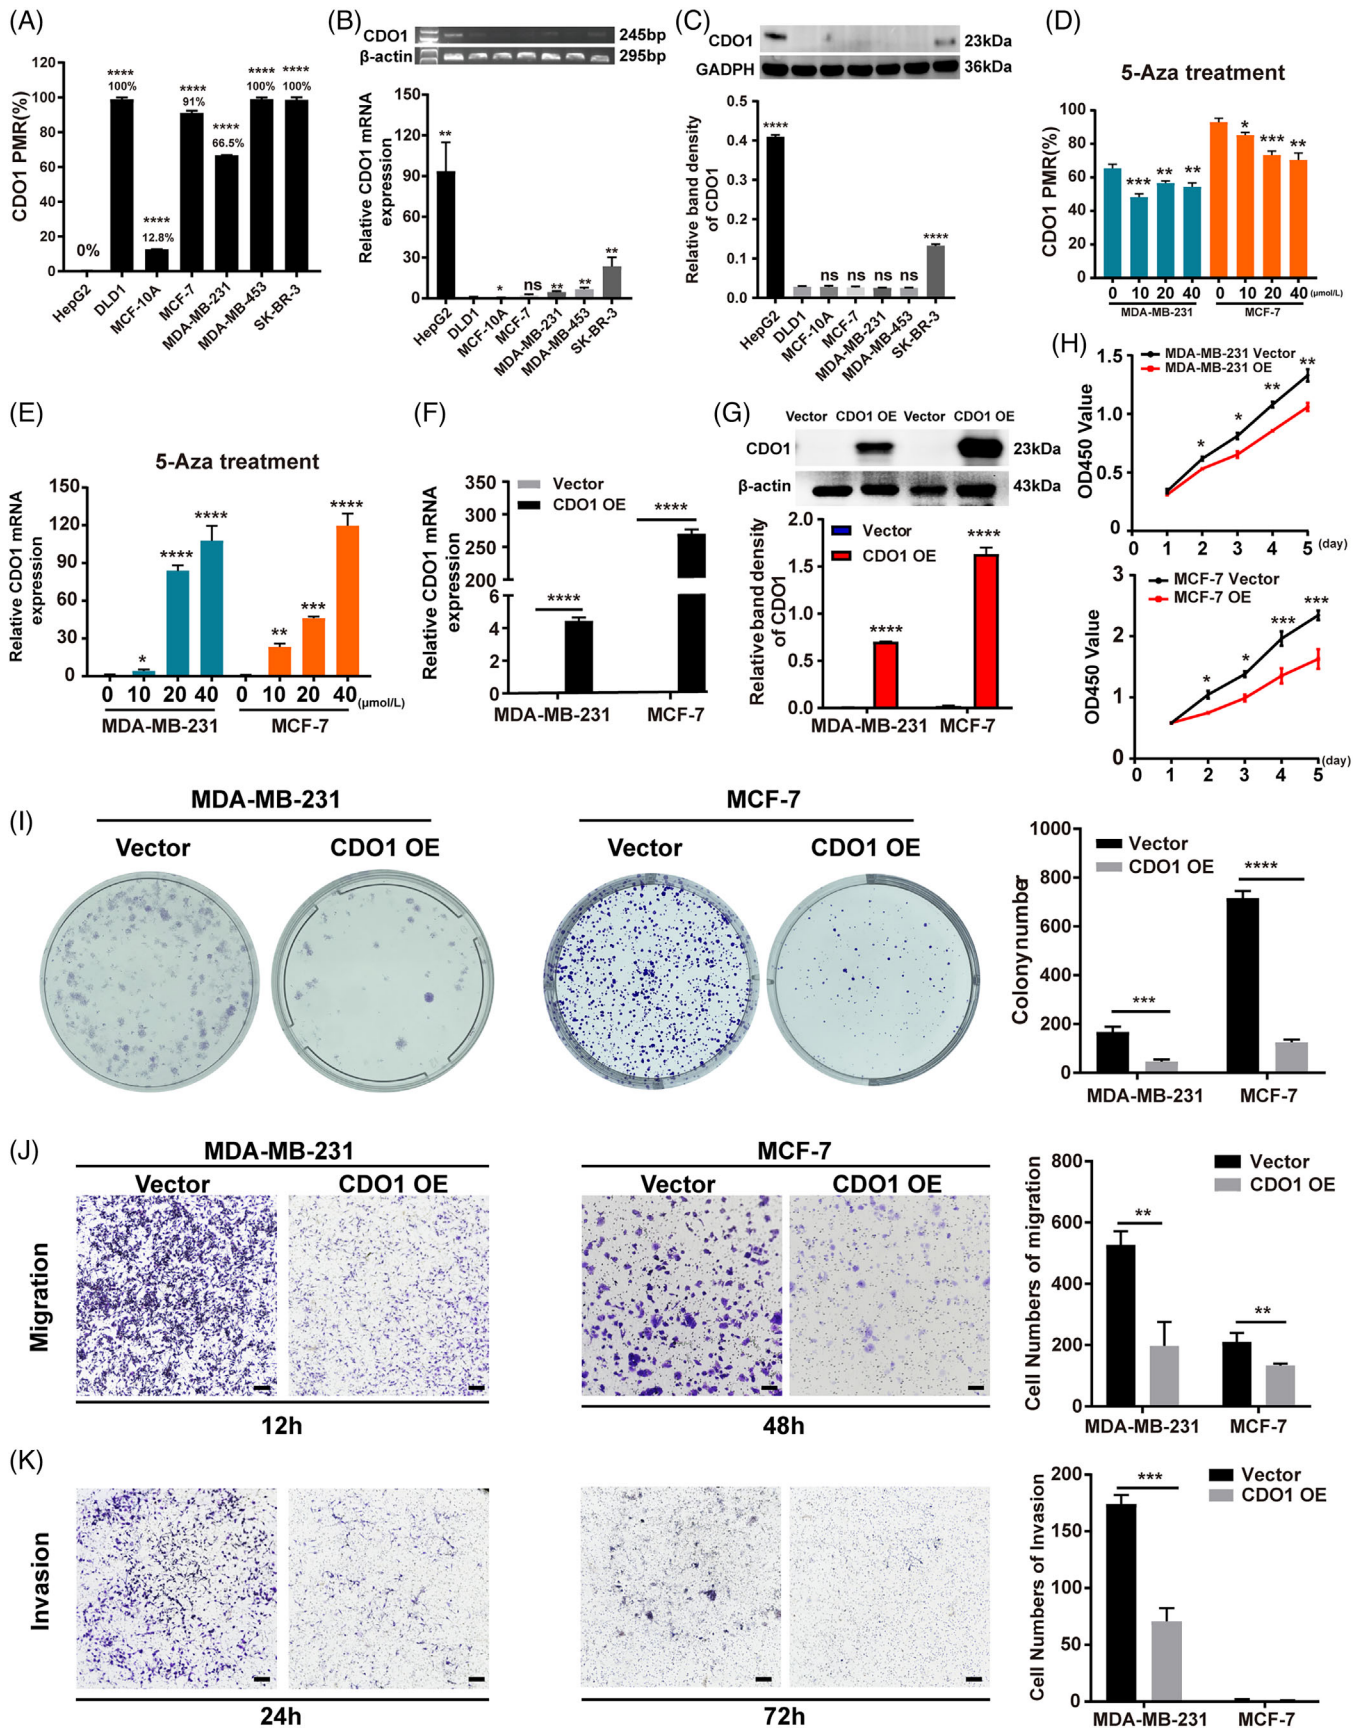 (A)
CDO1 PMR(%)
120
100
80
60
40
20
0
0%
****
100%
****
12.8%
****
91%
****
66.5%
****
100%
****
100%
HepG2
DLD1
MCF-10A
MCF-7
MDA-MB-231
MDA-MB-453
SK-BR-3
(B)
CDO1
245bp
β-actin
295bp
Relative CDO1 mRNA
expression
150
120
90
60
30
0
**
*
ns
**
**
**
HepG2
DLD1
MCF-10A
MCF-7
MDA-MB-231
MDA-MB-453
SK-BR-3
(C)
CDO1
23kDa
GADPH
36kDa
Relative band density
of CDO1
0.5
0.4
0.3
0.2
0.1
0.0
****
ns
ns
ns
ns
****
HepG2
DLD1
MCF-10A
MCF-7
MDA-MB-231
MDA-MB-453
SK-BR-3
(D)
5-Aza treatment
CDO1 PMR(%)
100
80
60
40
20
0
***
**
**
*
***
**
0 10 20 40 0 10 20 40 (μmol/L)
MDA-MB-231 MCF-7
(E)
5-Aza treatment
Relative CDO1 mRNA
expression
150
120
90
60
30
0
*
****
****
**
***
****
0 10 20 40 0 10 20 40 (μmol/L)
MDA-MB-231 MCF-7
(F)
Relative CDO1 mRNA
expression
350
300
250
200
6
4
2
0
Vector
CDO1 OE
****
****
MDA-MB-231 MCF-7
(G)
Vector CDO1 OE Vector CDO1 OE
CDO1
23kDa
β-actin
43kDa
Relative band density
of CDO1
2.0
1.5
1.0
0.5
0.0
Vector
CDO1 OE
****
****
MDA-MB-231 MCF-7
(H)
OD450 Value
1.5
1.0
0.5
0
MDA-MB-231 Vector
MDA-MB-231 OE
*
*
**
**
0 1 2 3 4 5 (day)
OD450 Value
3
2
1
0
MCF-7 Vector
MCF-7 OE
*
*
***
***
0 1 2 3 4 5 (day)
(I)
MDA-MB-231
MCF-7
Vector
CDO1 OE
Vector
CDO1 OE
Colony number
1000
800
600
400
200
0
Vector
CDO1 OE
***
****
MDA-MB-231 MCF-7
(J)
MDA-MB-231
MCF-7
Vector
CDO1 OE
Vector
CDO1 OE
Migration
12h
48h
Cell Numbers of migration
800
600
400
200
0
Vector
CDO1 OE
**
**
MDA-MB-231 MCF-7
(K)
Invasion
24h
72h
Cell Numbers of Invasion
200
150
100
50
0
Vector
CDO1 OE
***
MDA-MB-231 MCF-7